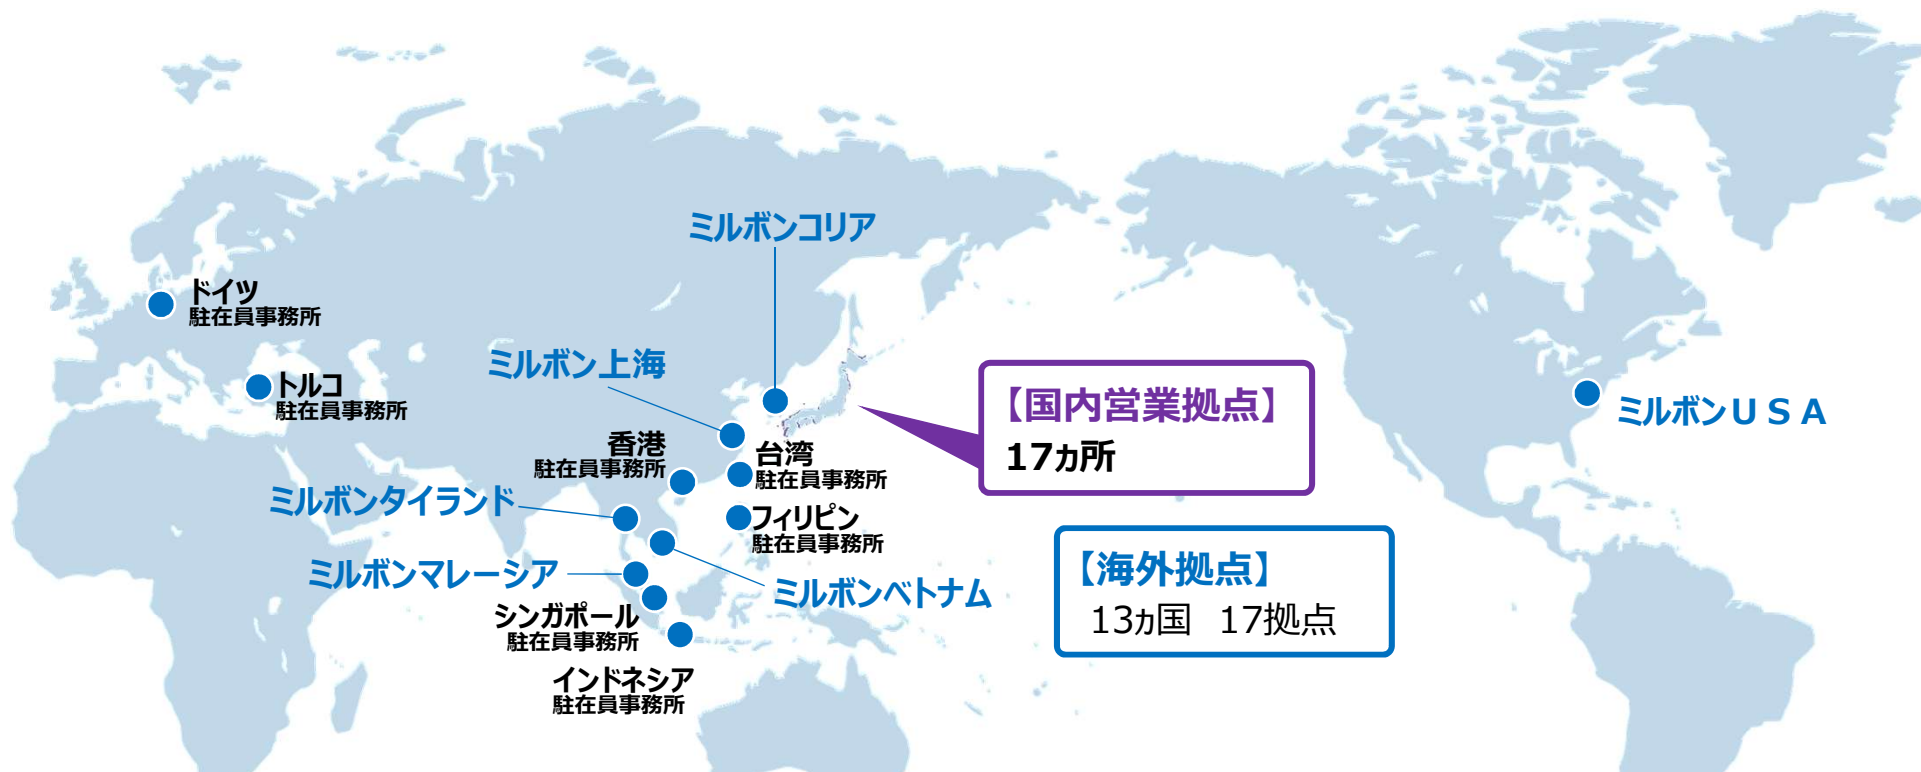 ミルボンコリア
ドイツ
駐在員事務所
ミルボン上海
トルコ
駐在員事務所
【国内営業拠点】
17ヵ所
ミルボンUSA
香港
駐在員事務所
台湾
駐在員事務所
ミルボンタイランド
フィリピン
駐在員事務所
ミルボンマレーシア
ミルボンベトナム
【海外拠点】
13ヵ国 17拠点
シンガポール
駐在員事務所
インドネシア
駐在員事務所